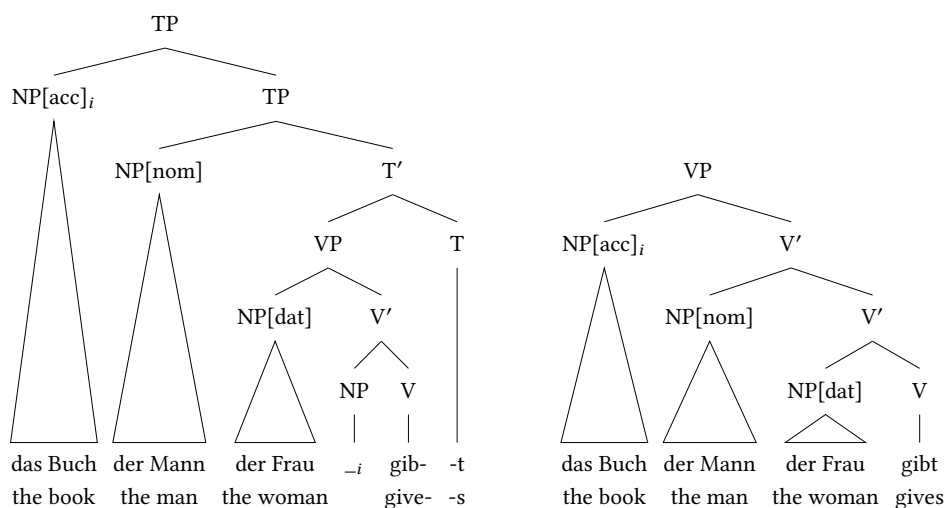 TP
NP[acc]i TP
NP[nom] T′ VP
VP T NP[acc]i V′
NP[dat] V′ NP[nom] V′
NP V NP[dat] V
das Buch der Mann der Frau _i gib- -t das Buch der Mann der Frau gibt
the book the man the woman give- -s the book the man the woman gives